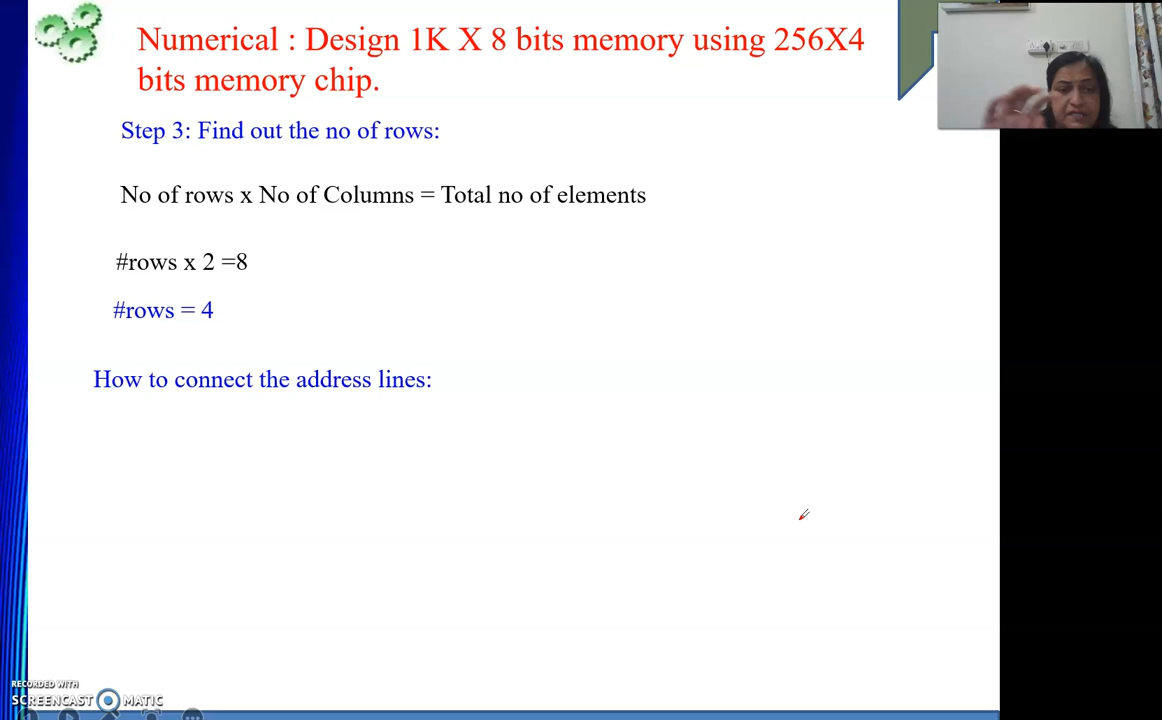 Numerical : Design 1K X 8 bits memory using 256X4
bits memory chip.
Step 3: Find out the no of rows:
No of rows x No of Columns = Total no of elements
#rows x 2 =8
#rows = 4
How to connect the address lines:
RECORDED WITH
SCREENCAST MATIC